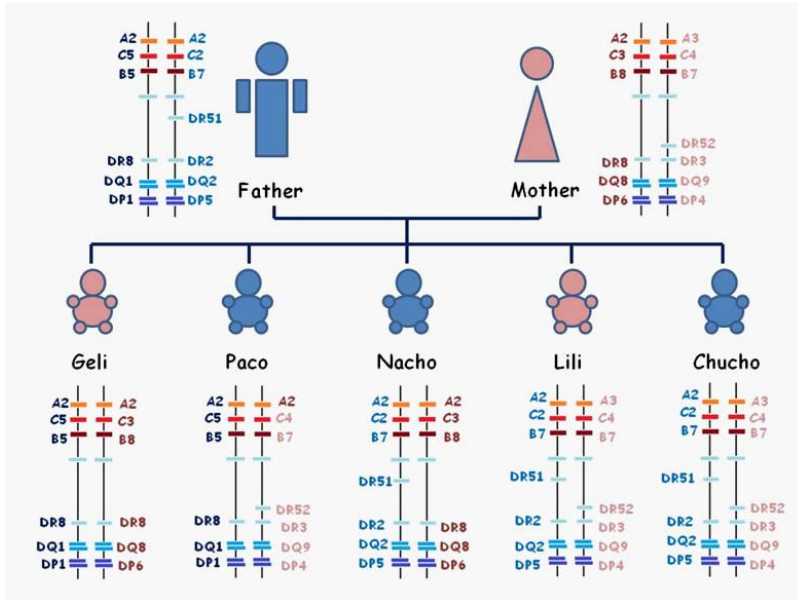 A2 A2
C5 C2
B5 B7
DR51
DR8 DR2
DQ1 DQ2
DP1 DP5
Father
A2 A3
C3 C4
B8 B7
DR52
DR8 DR3
DQ8 DQ9
DP6 DP4
Mother
Geli
Paco
Nacho
Lili
Chucho
A2 A2
C5 C3
B5 B8
DR8 DR8
DQ1 DQ8
DP1 DP6
A2 A2
C5 C4
B5 B7
DR52
DR8 DR3
DQ1 DQ9
DP1 DP4
A2 A2
C2 C3
B7 B8
DR51
DR2 DR8
DQ2 DQ8
DP5 DP6
A2 A3
C2 C4
B7 B7
DR51
DR52
DR2 DR3
DQ2 DQ9
DP5 DP4
A2 A3
C2 C4
B7 B7
DR51
DR52
DR2 DR3
DQ2 DQ9
DP5 DP4